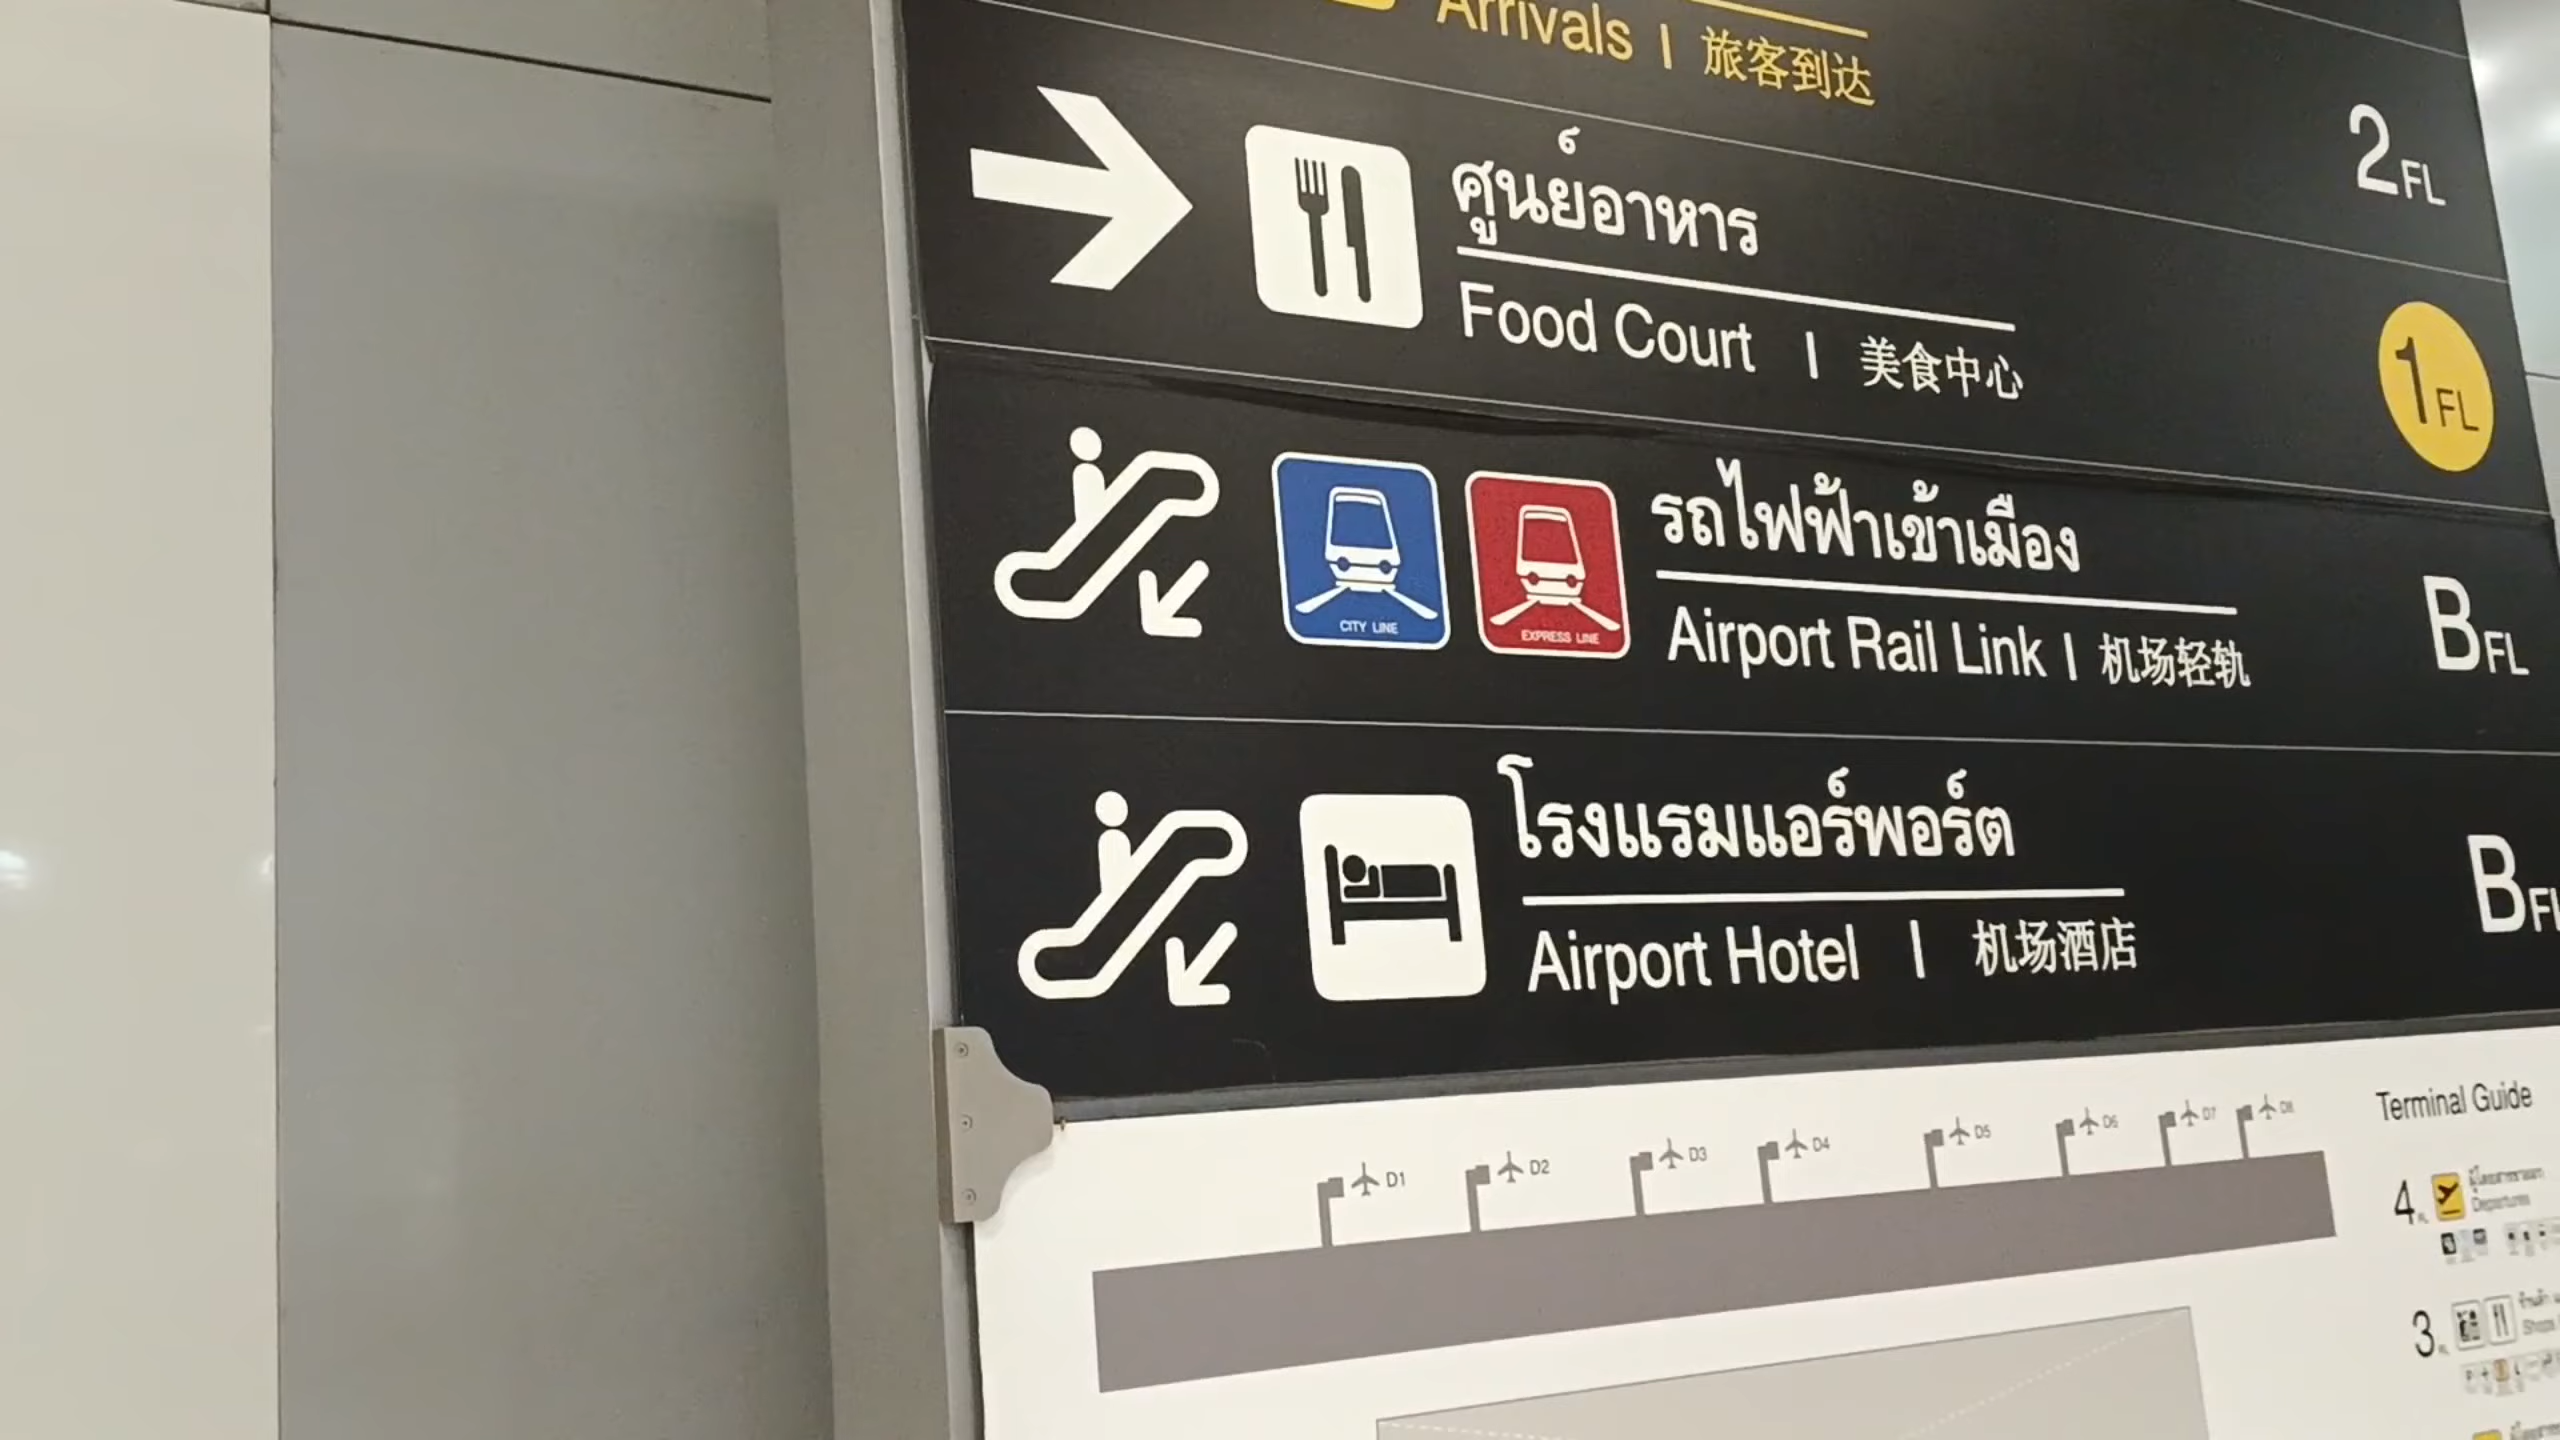 Arrivals | 旅客到达
2FL
ศูนย์อาหาร
Food Court | 美食中心
1FL
CITY LINE
EXPRESS LINE
รถไฟฟ้าเข้าเมือง
Airport Rail Link | 机场轻轨
BFL
โรงแรมแอร์พอร์ต
Airport Hotel | 机场酒店
BFL
Terminal Guide
D1 D2 D3 D4 D5 D6 D7 D8
4
Departures
3